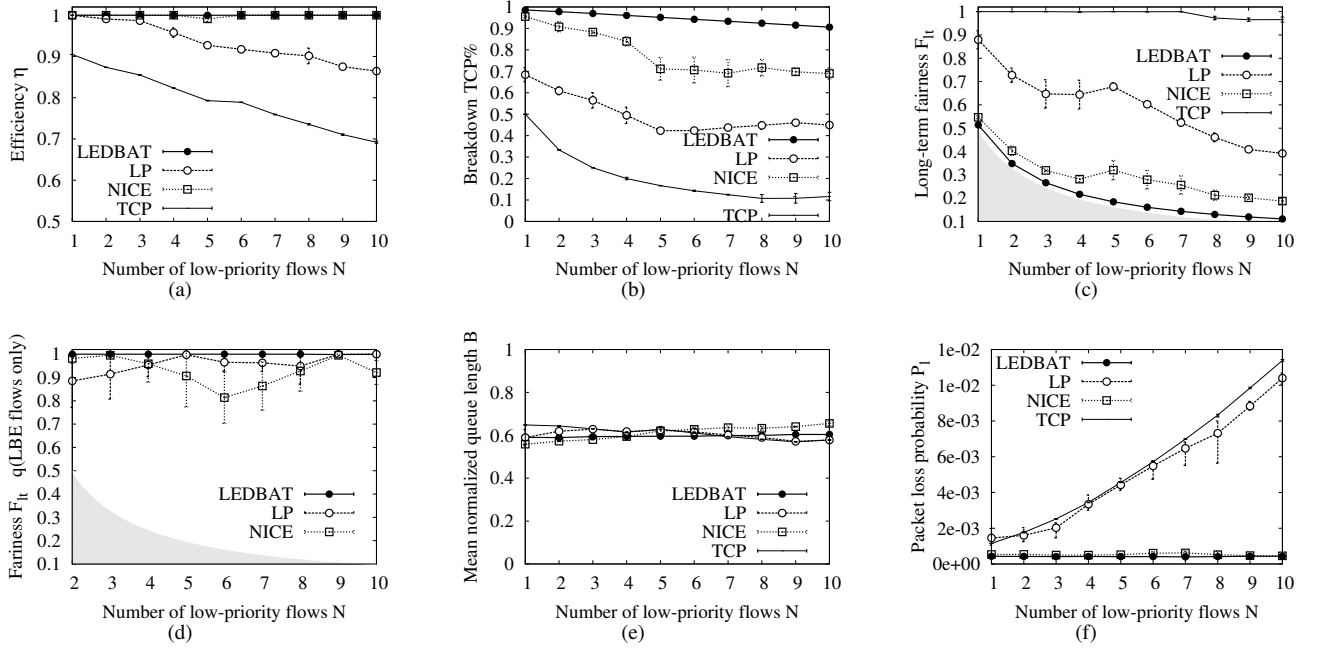 Efficiency η
1
0.9
0.8
0.7
0.6
0.5
LEDBAT
LP
NICE
TCP
1 2 3 4 5 6 7 8 9 10
Number of low-priority flows N
(a)
Breakdown TCP%
1
0.9
0.8
0.7
0.6
0.5
0.4
0.3
0.2
0.1
0
LEDBAT
LP
NICE
TCP
1 2 3 4 5 6 7 8 9 10
Number of low-priority flows N
(b)
Long-term fairness Flt
1
0.9
0.8
0.7
0.6
0.5
0.4
0.3
0.2
0.1
LEDBAT
LP
NICE
TCP
1 2 3 4 5 6 7 8 9 10
Number of low-priority flows N
(c)
Fariness Flt q(LBE flows only)
1
0.9
0.8
0.7
0.6
0.5
0.4
0.3
0.2
0.1
LEDBAT
LP
NICE
2 3 4 5 6 7 8 9 10
Number of low-priority flows N
(d)
Mean normalized queue length B
1
0.8
0.6
0.4
0.2
0
LEDBAT
LP
NICE
TCP
1 2 3 4 5 6 7 8 9 10
Number of low-priority flows N
(e)
Packet loss probability Pl
1e-02
1e-02
8e-03
6e-03
4e-03
2e-03
0e+00
LEDBAT
LP
NICE
TCP
1 2 3 4 5 6 7 8 9 10
Number of low-priority flows N
(f)